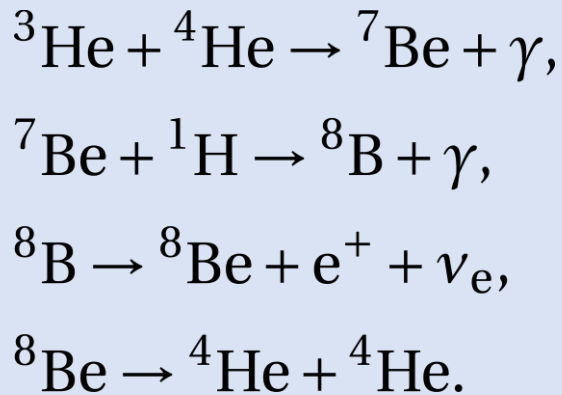 ³He + ⁴He → ⁷Be + γ,
⁷Be + ¹H → ⁸B + γ,
⁸B → ⁸Be + e⁺ + νₑ,
⁸Be → ⁴He + ⁴He.